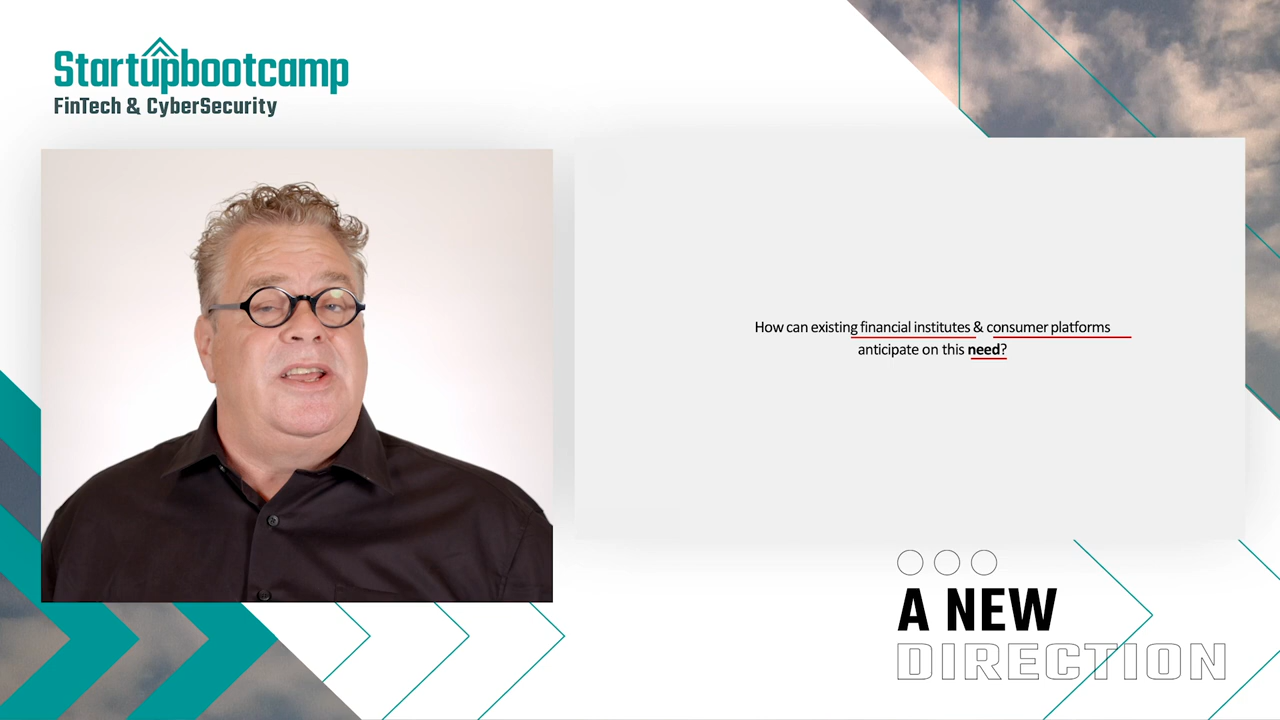 Startupbootcamp
FinTech & CyberSecurity
How can existing financial institutes & consumer platforms
anticipate on this need?
A NEW
DIRECTION